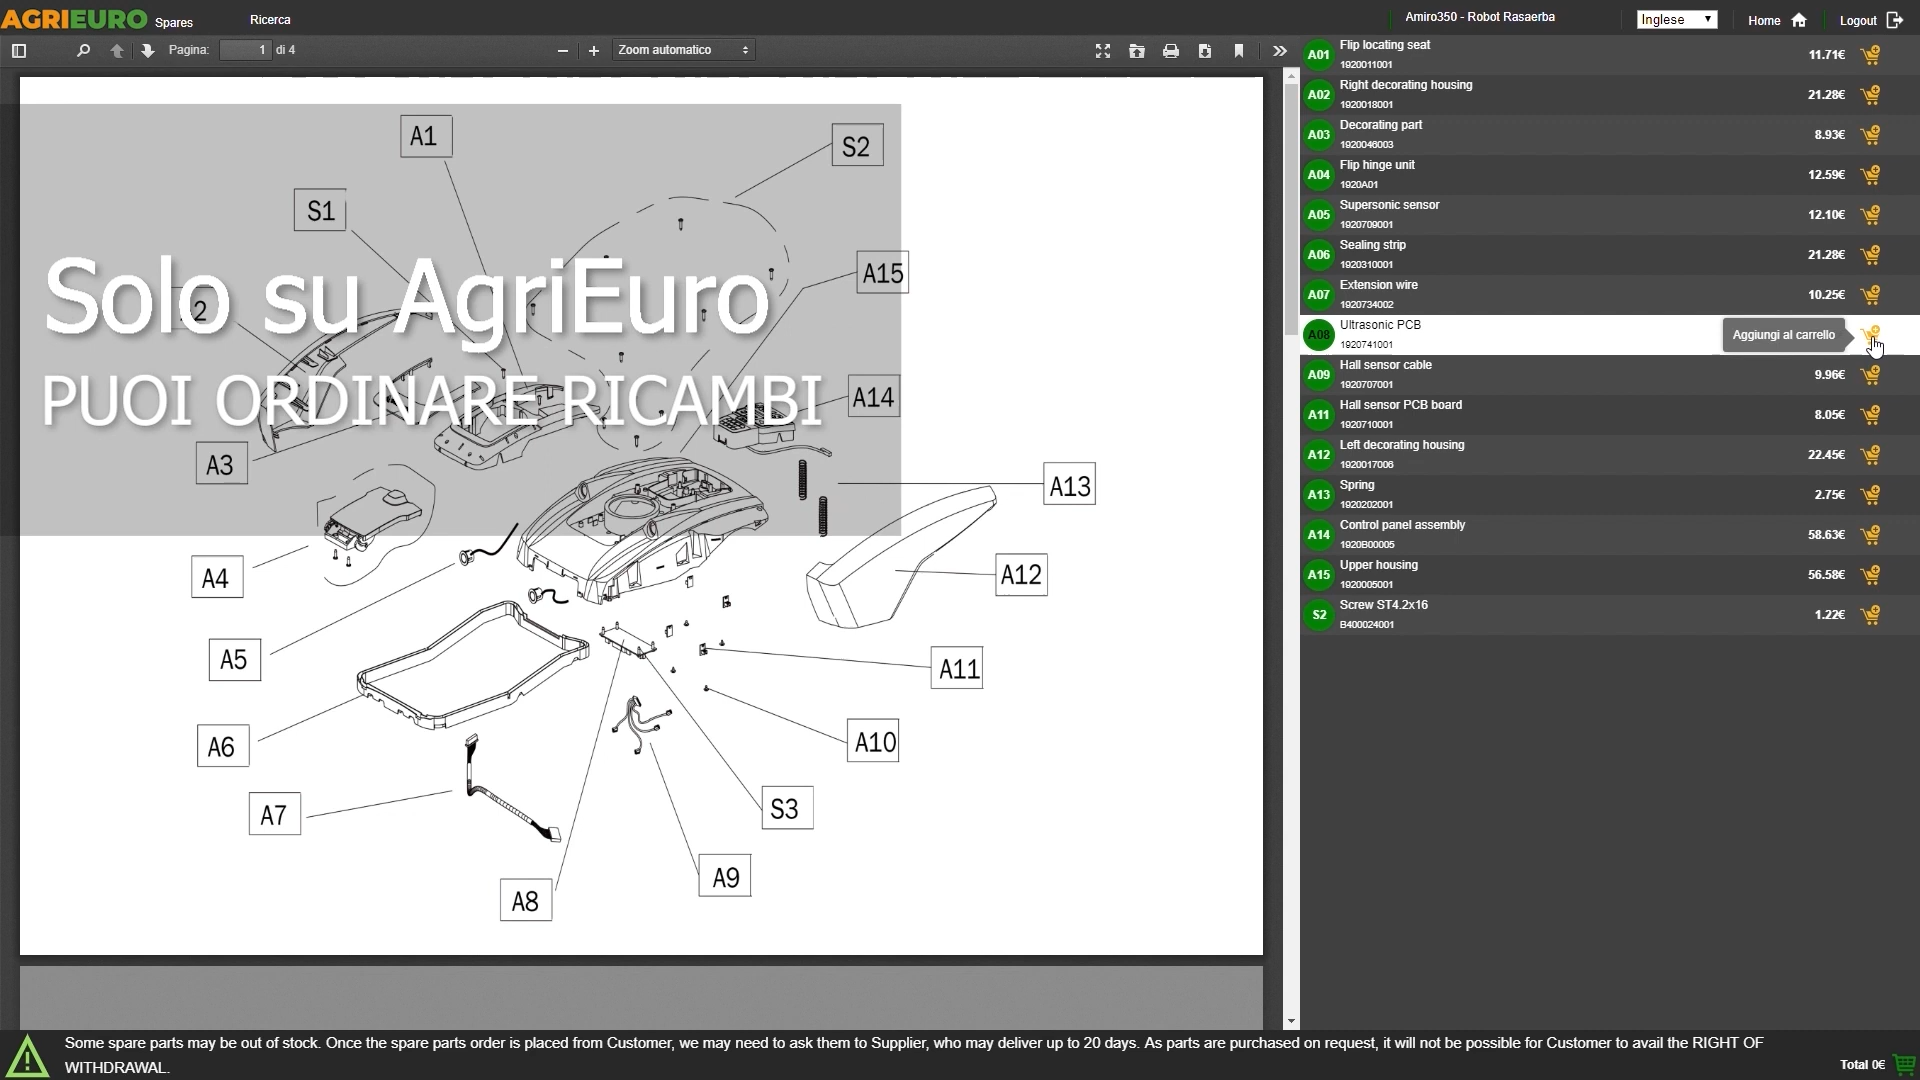 AGRIEURO Spares
Ricerca
Amiro350 - Robot Rasaerba
Inglese
Home
Logout
Pagina: 1 di 4
Zoom automatico
A1
S1
S2
A15
2
A14
A3
A13
A4
A12
A5
A11
A6
A10
A7
S3
A9
A8
Solo su AgriEuro
PUOI ORDINARE RICAMBI
A01 Flip locating seat 11.71€
1920011001
A02 Right decorating housing 21.28€
1920018001
A03 Decorating part 8.93€
1920046003
A04 Flip hinge unit 12.59€
1920A01
A05 Supersonic sensor 12.10€
1920709001
A06 Sealing strip 21.28€
1920310001
A07 Extension wire 10.25€
1920734002
A08 Ultrasonic PCB Aggiungi al carrello
1920741001
A09 Hall sensor cable 9.96€
1920707001
A11 Hall sensor PCB board 8.05€
1920710001
A12 Left decorating housing 22.45€
1920017006
A13 Spring 2.75€
1920202001
A14 Control panel assembly 58.63€
1920B00005
A15 Upper housing 56.58€
1920005001
S2 Screw ST4.2x16 1.22€
B400024001
Some spare parts may be out of stock. Once the spare parts order is placed from Customer, we may need to ask them to Supplier, who may deliver up to 20 days. As parts are purchased on request, it will not be possible for Customer to avail the RIGHT OF
WITHDRAWAL.
Total 0€